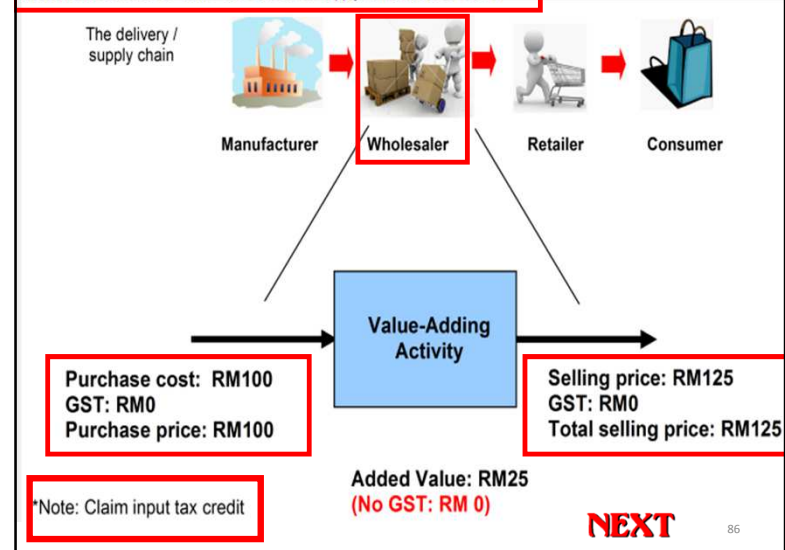 The delivery /
supply chain
Manufacturer
Wholesaler
Retailer
Consumer
Value-Adding
Activity
Purchase cost: RM100
GST: RM0
Purchase price: RM100
Selling price: RM125
GST: RM0
Total selling price: RM125
Added Value: RM25
(No GST: RM 0)
*Note: Claim input tax credit
NEXT
86